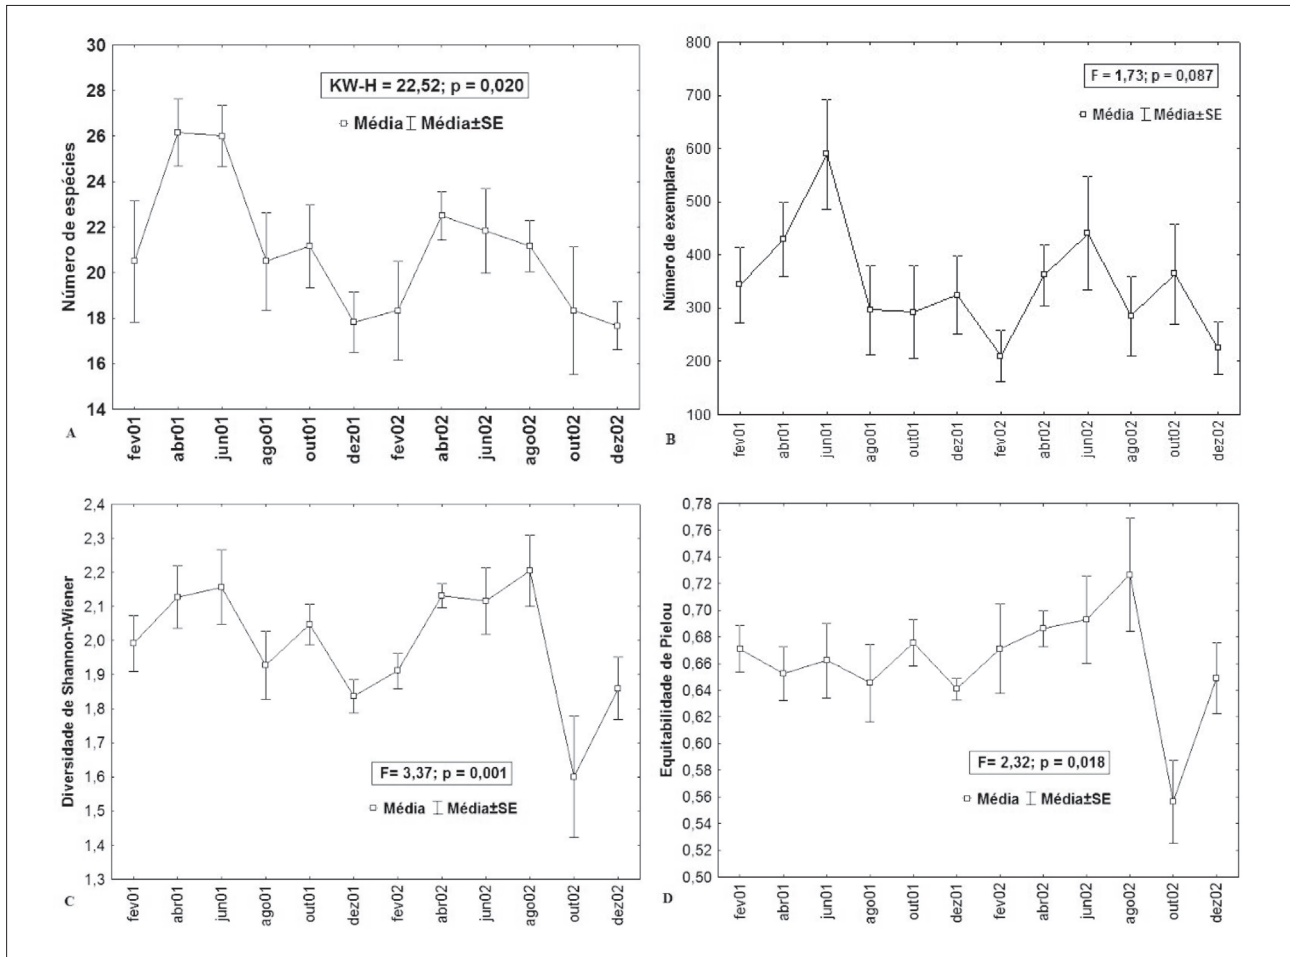 30
28
26
24
22
20
18
16
14
Número de espécies
KW-H = 22,52; p = 0,020
Média Média±SE
fev01 abr01 jun01 ago01 out01 dez01 fev02 abr02 jun02 ago02 out02 dez02
A
800
700
600
500
400
300
200
100
Número de exemplares
F = 1,73; p = 0,087
Média Média±SE
fev01 abr01 jun01 ago01 out01 dez01 fev02 abr02 jun02 ago02 out02 dez02
B
2,4
2,3
2,2
2,1
2,0
1,9
1,8
1,7
1,6
1,5
1,4
1,3
Diversidade de Shannon-Wiener
F= 3,37; p = 0,001
Média Média±SE
fev01 abr01 jun01 ago01 out01 dez01 fev02 abr02 jun02 ago02 out02 dez02
C
0,78
0,76
0,74
0,72
0,70
0,68
0,66
0,64
0,62
0,60
0,58
0,56
0,54
0,52
0,50
Equitabilidade de Pielou
F= 2,32; p = 0,018
Média Média±SE
fev01 abr01 jun01 ago01 out01 dez01 fev02 abr02 jun02 ago02 out02 dez02
D